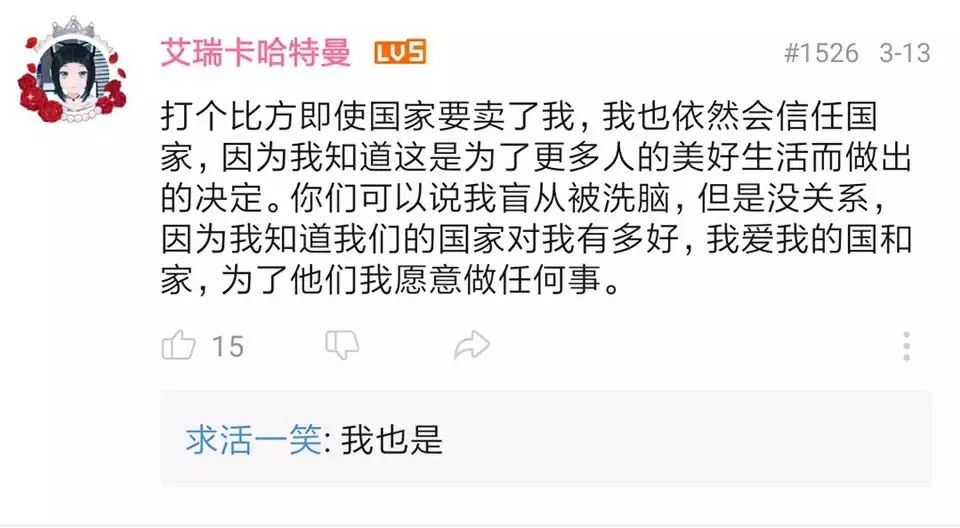 艾瑞卡哈特曼 LV5 #1526 3-13
打个比方即使国家要卖了我，我也依然会信任国
家，因为我知道这是为了更多人的美好生活而做出
的决定。你们可以说我盲从被洗脑，但是没关系，
因为我知道我们的国家对我有多好，我爱我的国和
家，为了他们我愿意做任何事。
15
求活一笑: 我也是